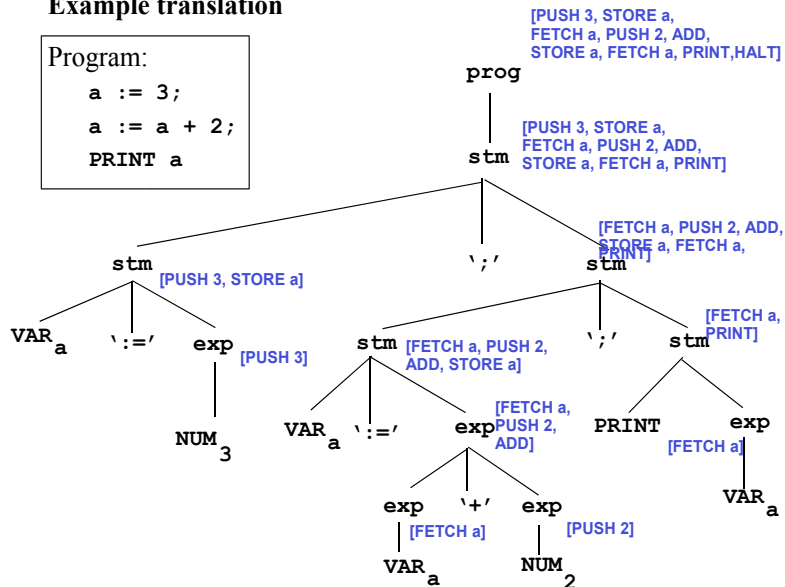 Example translation
Program:
a := 3;
a := a + 2;
PRINT a
[PUSH 3, STORE a,
FETCH a, PUSH 2, ADD,
STORE a, FETCH a, PRINT,HALT]
prog
[PUSH 3, STORE a,
FETCH a, PUSH 2, ADD,
STORE a, FETCH a, PRINT]
stm
stm
[PUSH 3, STORE a]
‘;’
[FETCH a, PUSH 2, ADD,
STORE a, FETCH a,
PRINT]
stm
VARa
‘:=’
exp
[PUSH 3]
NUM3
stm
[FETCH a, PUSH 2,
ADD, STORE a]
‘;’
[FETCH a,
PRINT]
stm
VARa
‘:=’
exp
[FETCH a,
PUSH 2,
ADD]
PRINT
exp
[FETCH a]
VARa
exp
[FETCH a]
‘+’
exp
[PUSH 2]
VARa
NUM2